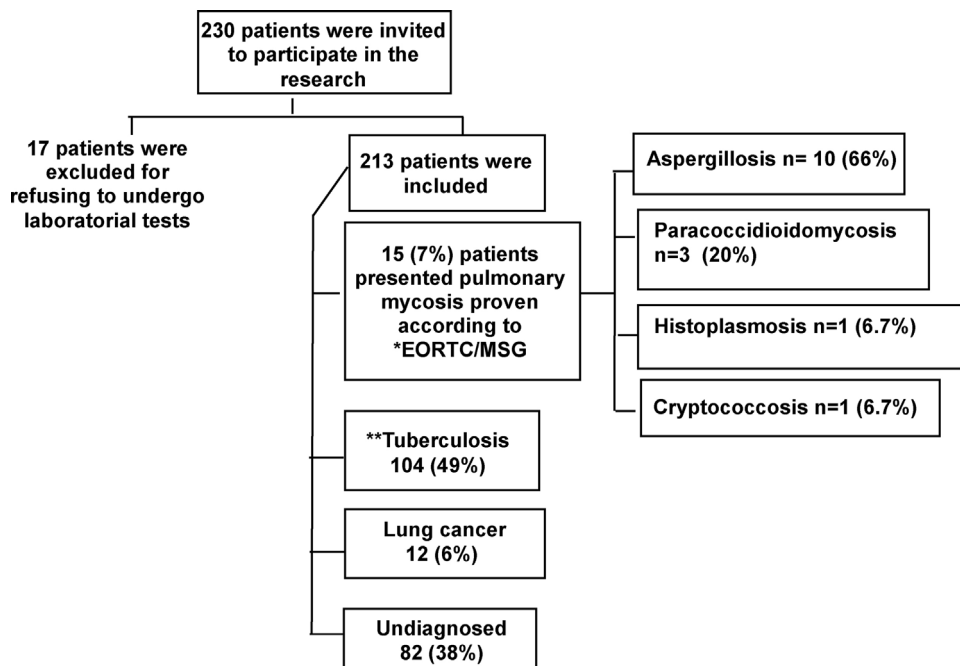 230 patients were invited
to participate in the
research
17 patients were
excluded for
refusing to undergo
laboratorial tests
213 patients were
included
15 (7%) patients
presented pulmonary
mycosis proven
according to
*EORTC/MSG
Aspergillosis n= 10 (66%)
Paracoccidioidomycosis
n=3 (20%)
Histoplasmosis n=1 (6.7%)
Cryptococcosis n=1 (6.7%)
**Tuberculosis
104 (49%)
Lung cancer
12 (6%)
Undiagnosed
82 (38%)